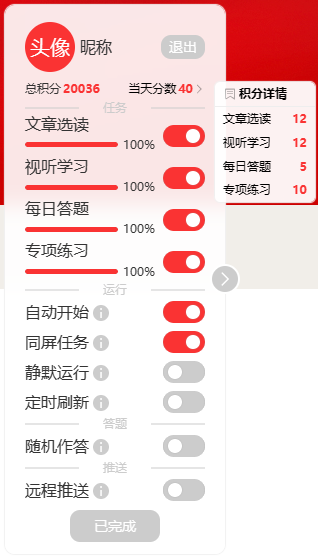 头像 昵称 退出
总积分 20036 当天分数 40
任务
文章选读
100%
视听学习
100%
每日答题
100%
专项练习
100%
运行
自动开始
同屏任务
静默运行
定时刷新
答题
随机作答
推送
远程推送
已完成
积分详情
文章选读 12
视听学习 12
每日答题 5
专项练习 10